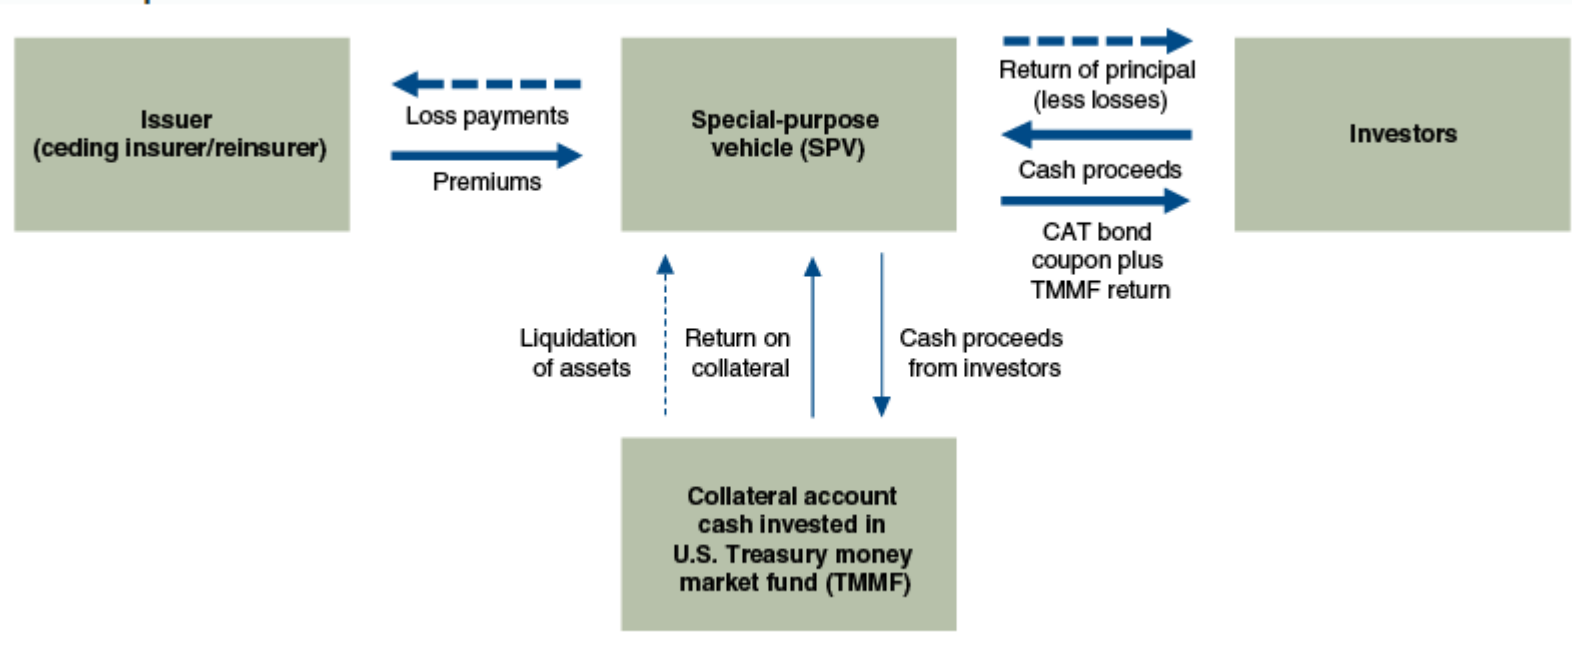 Issuer
(ceding insurer/reinsurer)
Loss payments
Premiums
Special-purpose
vehicle (SPV)
Return of principal
(less losses)
Cash proceeds
CAT bond
coupon plus
TMMF return
Investors
Liquidation
of assets
Return on
collateral
Cash proceeds
from investors
Collateral account
cash invested in
U.S. Treasury money
market fund (TMMF)